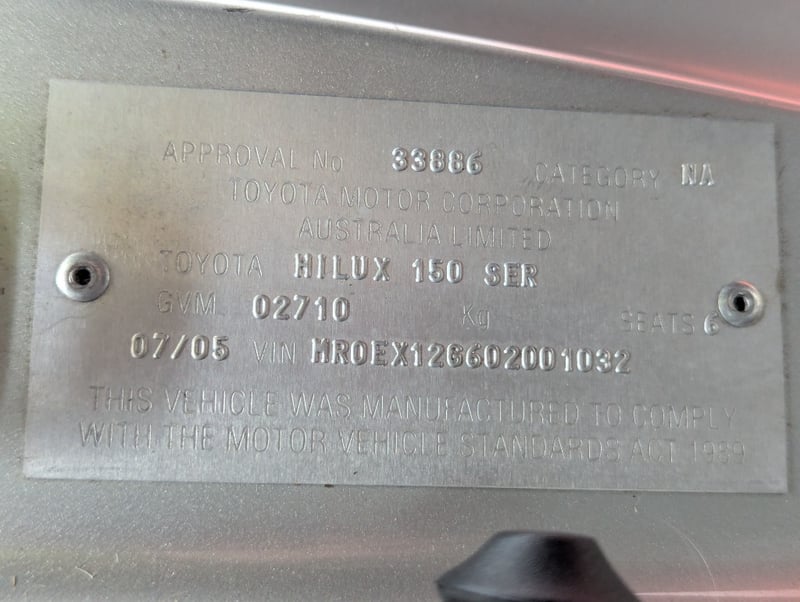 APPROVAL No 33886 CATEGORY NA
TOYOTA MOTOR CORPORATION
AUSTRALIA LIMITED
TOYOTA HILUX 150 SER
GVM 02710 Kg SEATS 6
07/05 VIN MR0EX12G602001032
THIS VEHICLE WAS MANUFACTURED TO COMPLY
WITH THE MOTOR VEHICLE STANDARDS ACT 1989